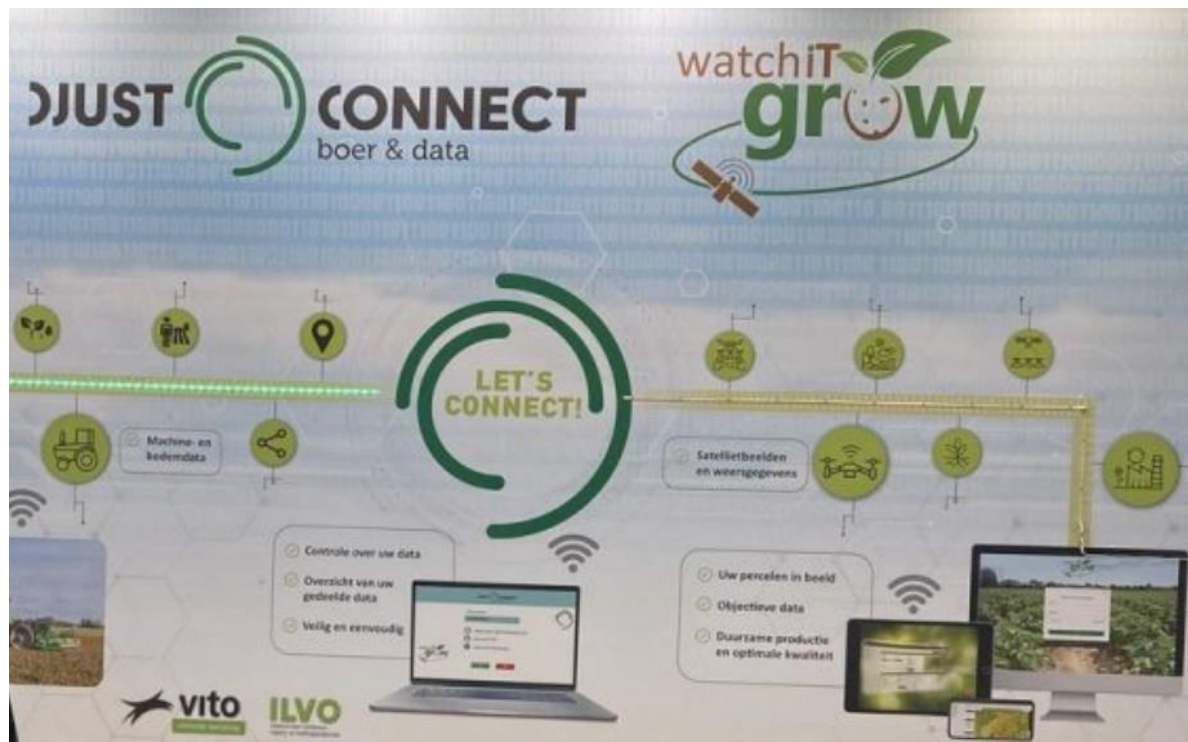 DJUST CONNECT
boer & data
watchiT
grow
LET'S
CONNECT!
Machine- en
bodemdata
Satellietbeelden
en weersgegevens
Controle over uw data
Overzicht van uw
gedeelde data
Veilig en eenvoudig
Uw percelen in beeld
Objectieve data
Duurzame productie
en optimale kwaliteit
vito
ILVO